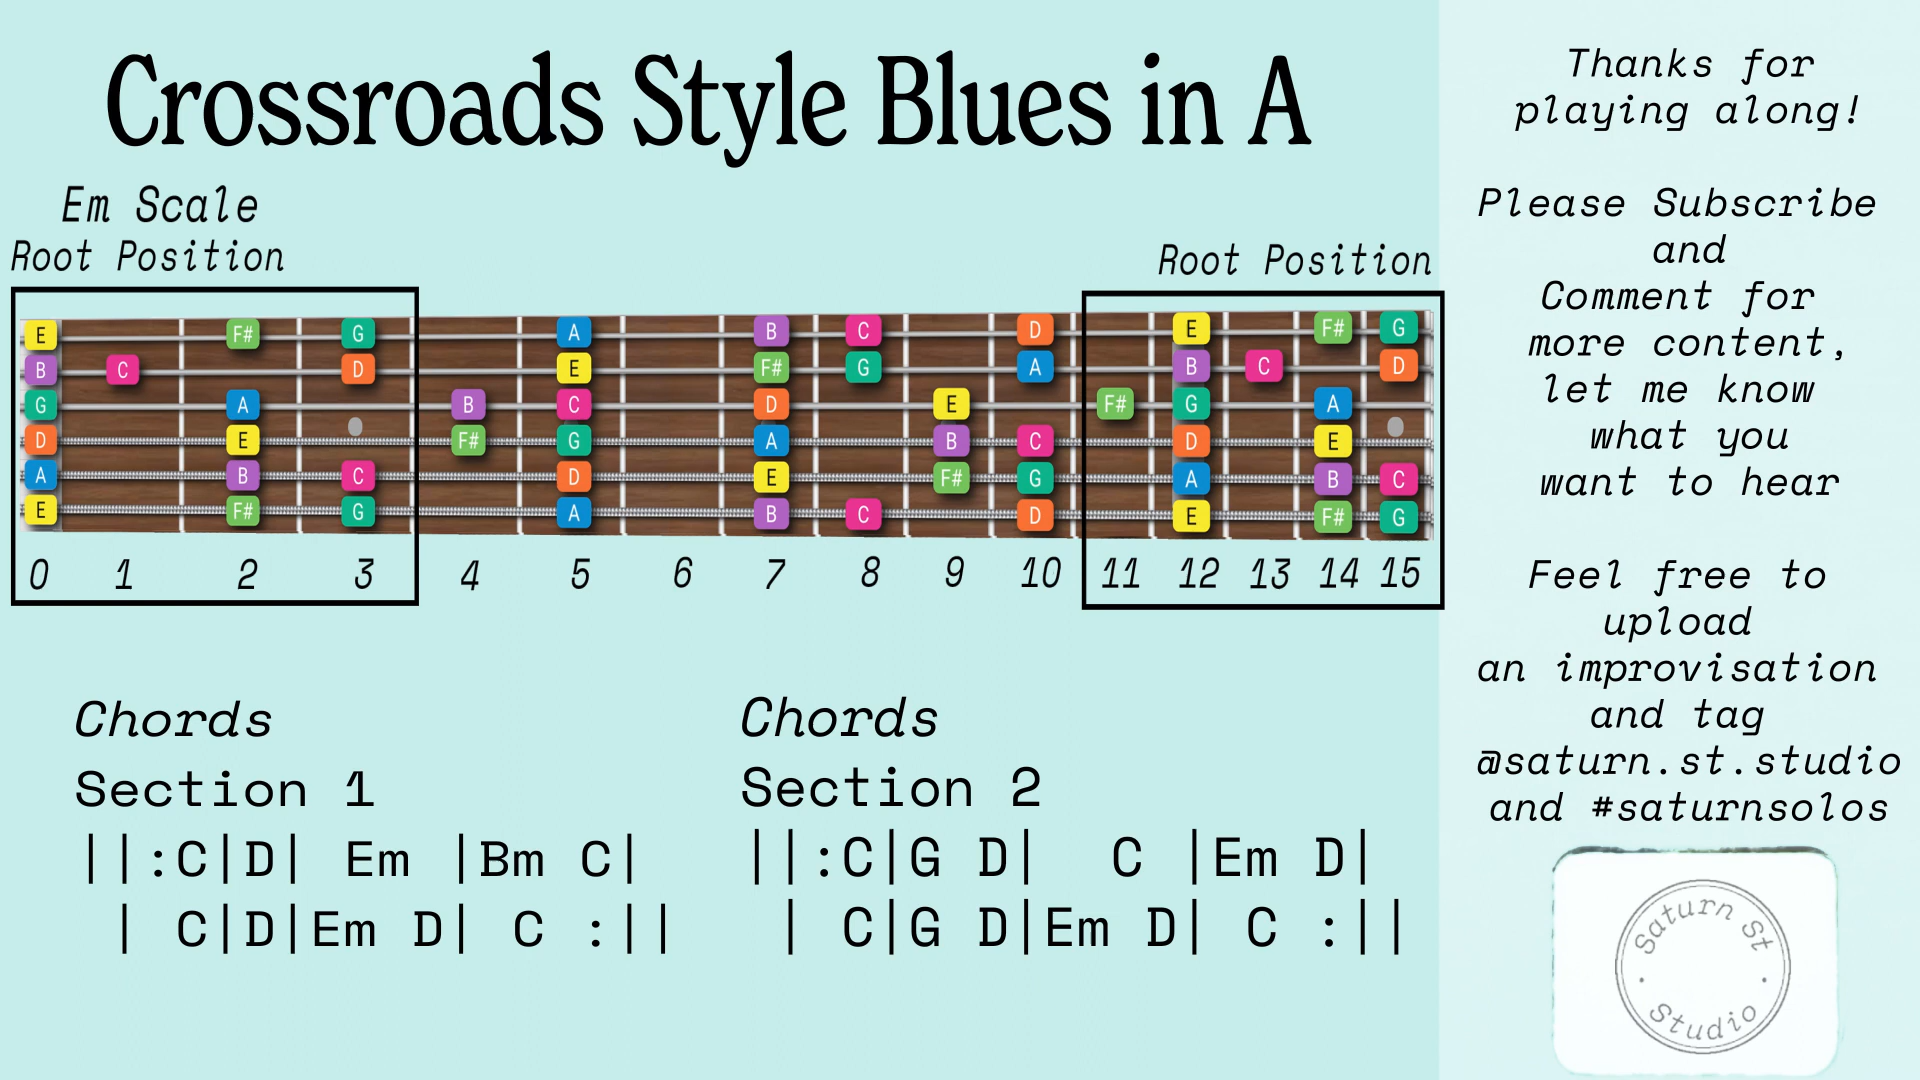 Crossroads Style Blues in A
Em Scale
Root Position
Root Position
E F# G A B C D E F# G
B C D E F# G A B C D
G A B C D E F# G A
D E F# G A B C D E
A B C D E F# G A B C
E F# G A B C D E F# G
0 1 2 3 4 5 6 7 8 9 10 11 12 13 14 15
Chords
Section 1
||:C|D| Em |Bm C|
| C|D|Em D| C :||
Chords
Section 2
||:C|G D| C |Em D|
| C|G D|Em D| C :||
Thanks for
playing along!
Please Subscribe
and
Comment for
more content,
let me know
what you
want to hear
Feel free to
upload
an improvisation
and tag
@saturn.st.studio
and #saturnsolos
Saturn St
Studio